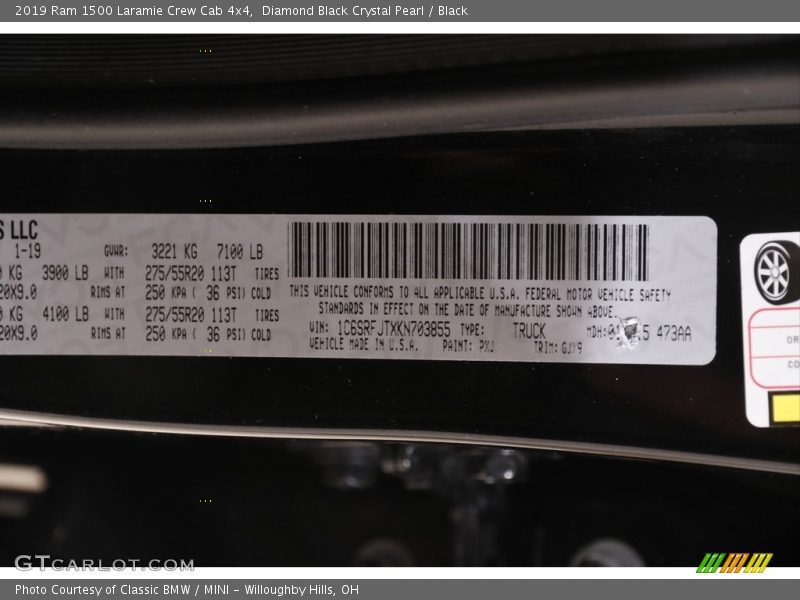 2019 Ram 1500 Laramie Crew Cab 4x4,  Diamond Black Crystal Pearl / Black
S LLC
1-19 GVWR: 3221 KG 7100 LB
KG 3900 LB WITH 275/55R20 113T TIRES
20X9.0 RIMS AT 250 KPA ( 36 PSI) COLD
KG 4100 LB WITH 275/55R20 113T TIRES
20X9.0 RIMS AT 250 KPA ( 36 PSI) COLD
THIS VEHICLE CONFORMS TO ALL APPLICABLE U.S.A. FEDERAL MOTOR VEHICLE SAFETY
STANDARDS IN EFFECT ON THE DATE OF MANUFACTURE SHOWN ABOVE.
VIN: 1C6SRFJTXKN703855 TYPE: TRUCK MDH: 473AA
VEHICLE MADE IN U.S.A. PAINT: PXJ TRIM: GJY9
OR
CO
GTCARLOT.COM
Photo Courtesy of Classic BMW / MINI - Willoughby Hills, OH